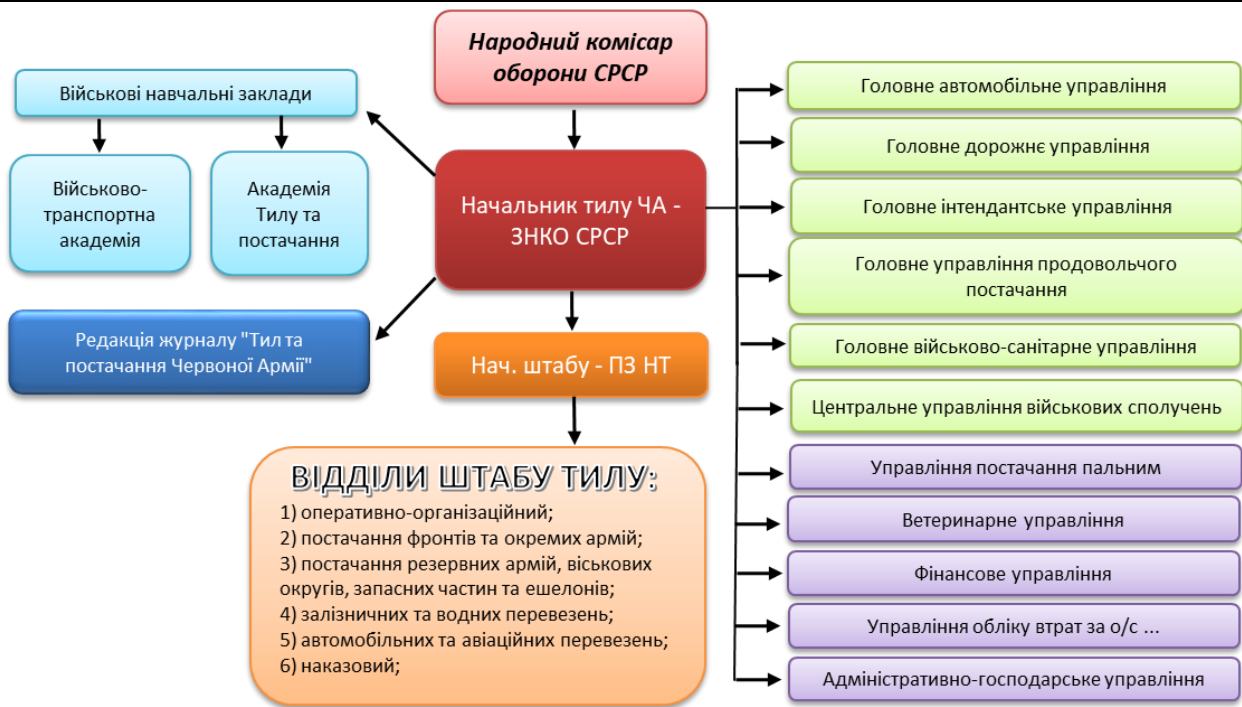 Народний комісар
оборони СРСР
Військові навчальні заклади
Військово-
транспортна
академія
Академія
Тилу та
постачання
Начальник тилу ЧА -
ЗНКО СРСР
Редакція журналу "Тил та
постачання Червоної Армії"
Нач. штабу - ПЗ НТ
ВІДДІЛИ ШТАБУ ТИЛУ:
1) оперативно-організаційний;
2) постачання фронтів та окремих армій;
3) постачання резервних армій, віськових
округів, запасних частин та ешелонів;
4) залізничних та водних перевезень;
5) автомобільних та авіаційних перевезень;
6) наказовий;
Головне автомобільне управління
Головне дорожнє управління
Головне інтендантське управління
Головне управління продовольчого
постачання
Головне військово-санітарне управління
Центральне управління військових сполучень
Управління постачання пальним
Ветеринарне управління
Фінансове управління
Управління обліку втрат за о/с ...
Адміністративно-господарське управління